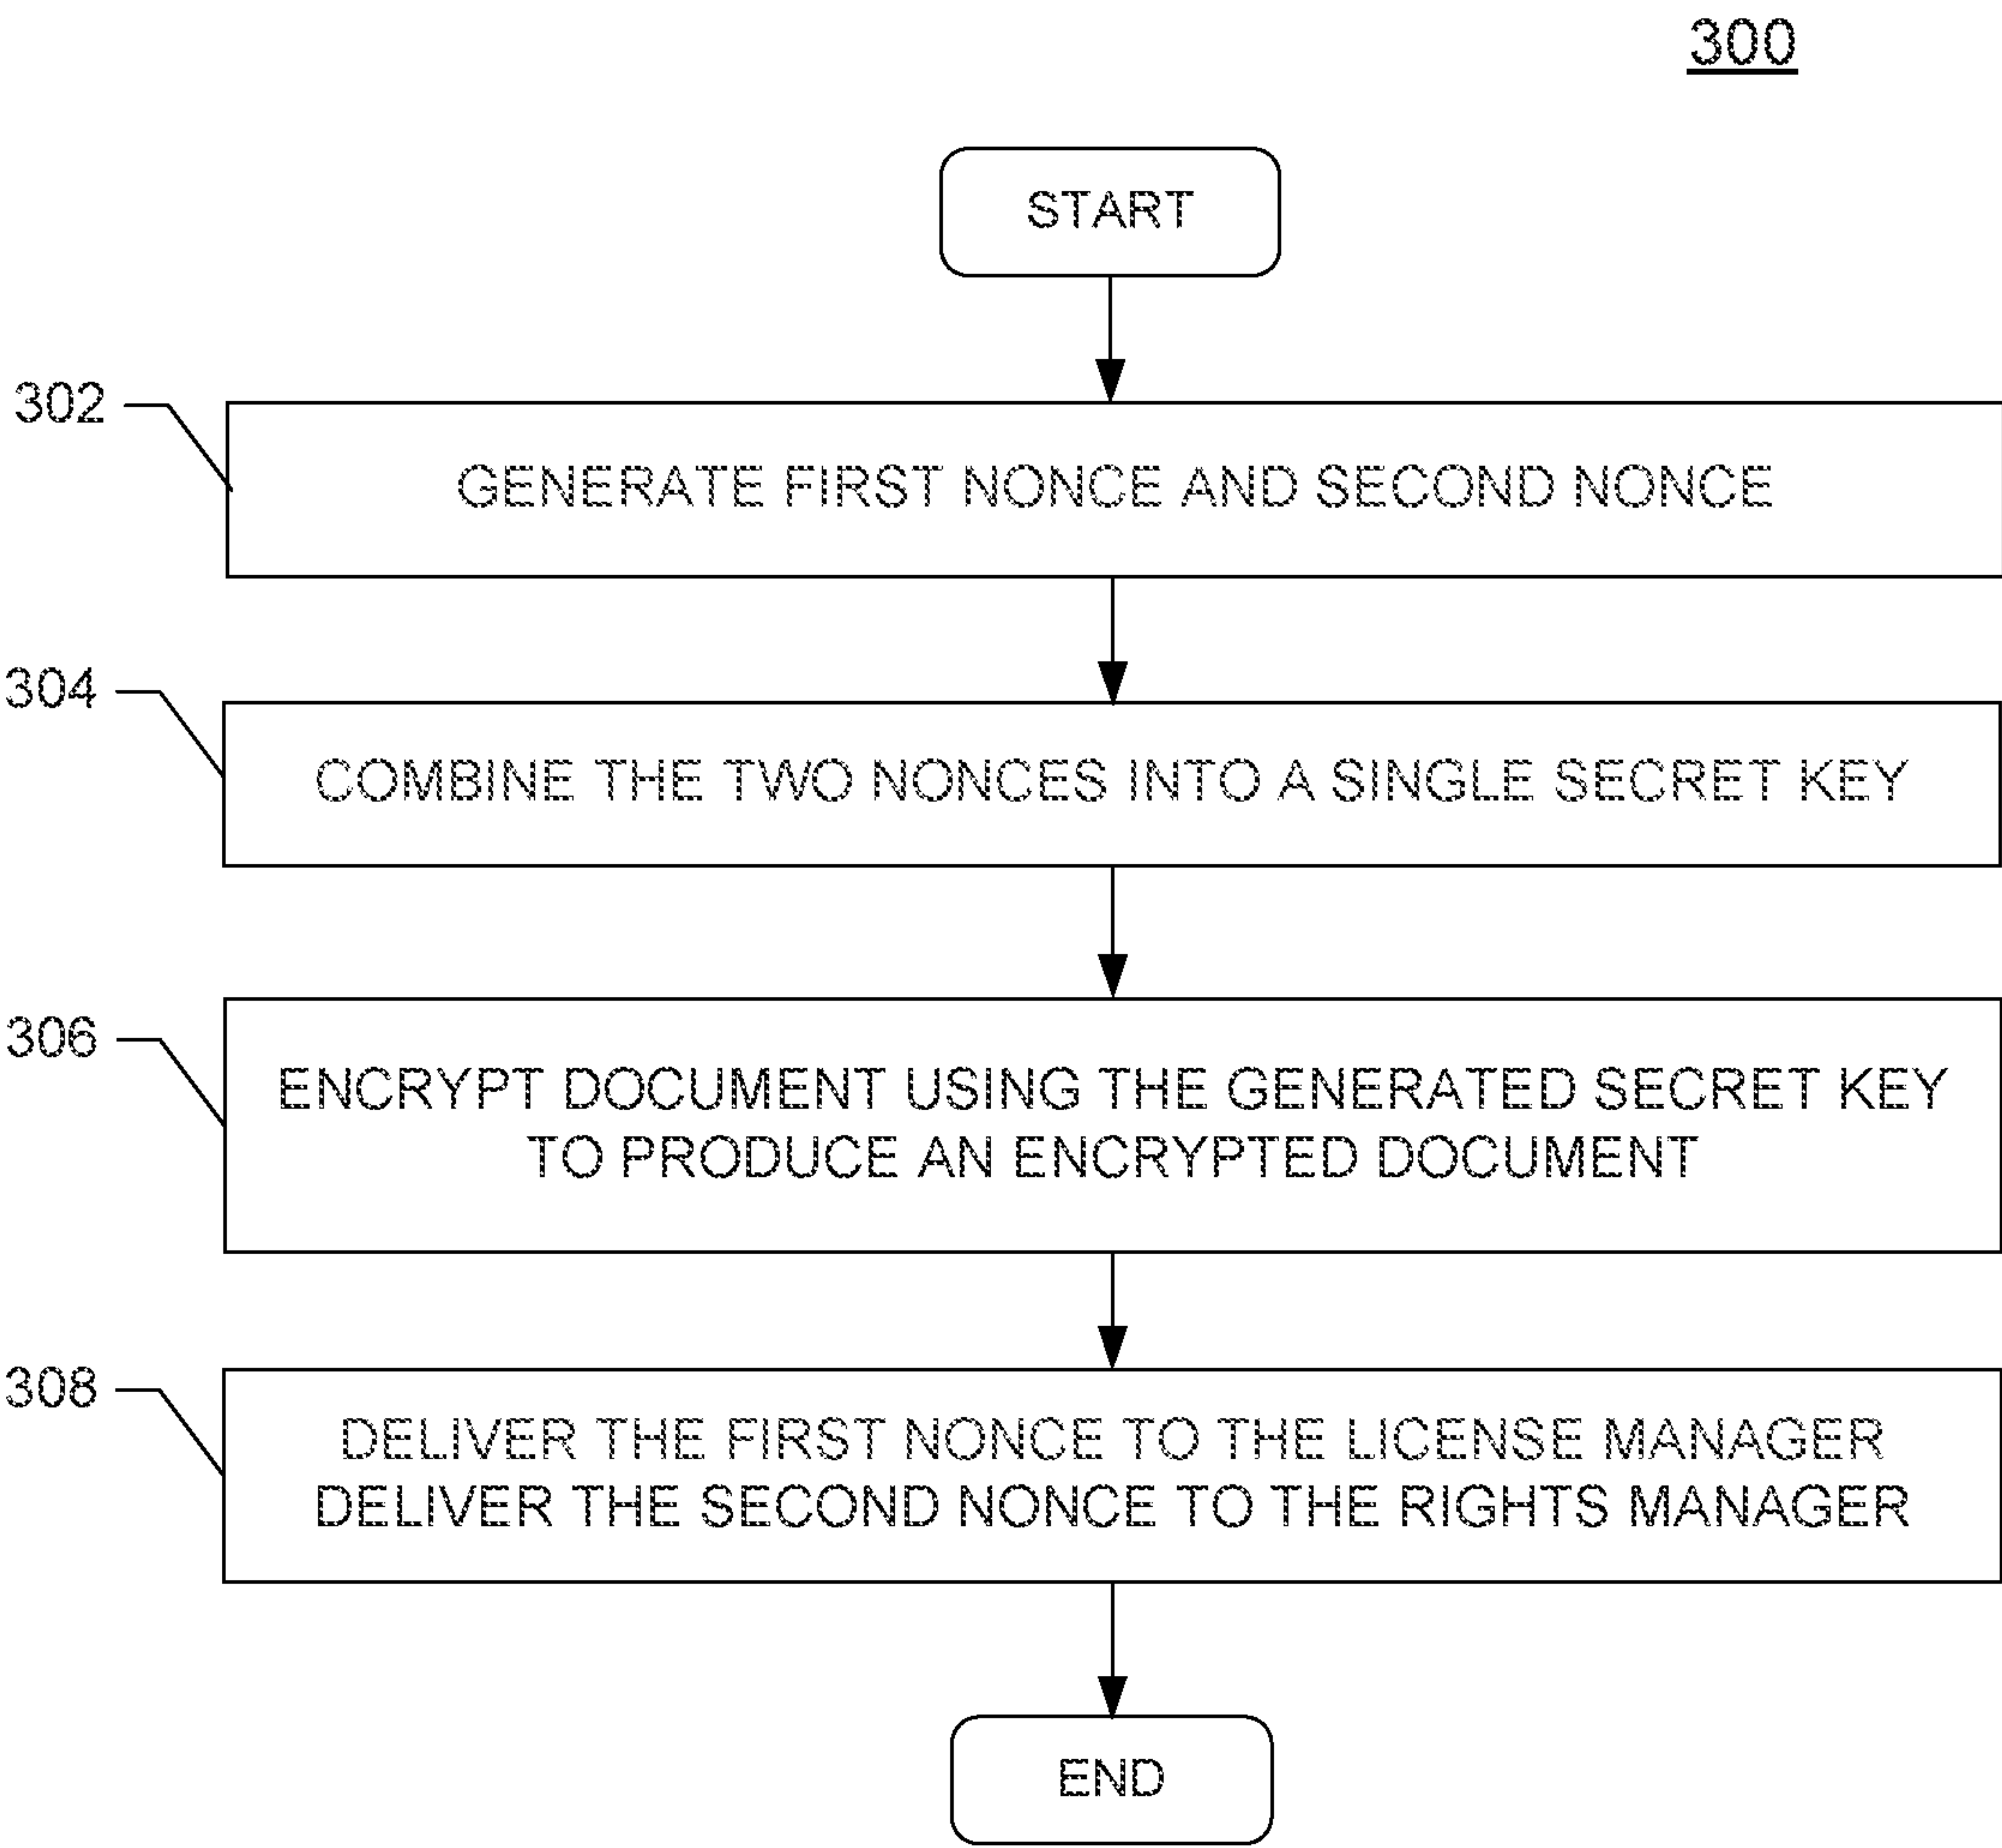 300
START
302
GENERATE FIRST NONCE AND SECOND NONCE
304
COMBINE THE TWO NONCES INTO A SINGLE SECRET KEY
306
ENCRYPT DOCUMENT USING THE GENERATED SECRET KEY
TO PRODUCE AN ENCRYPTED DOCUMENT
308
DELIVER THE FIRST NONCE TO THE LICENSE MANAGER
DELIVER THE SECOND NONCE TO THE RIGHTS MANAGER
END